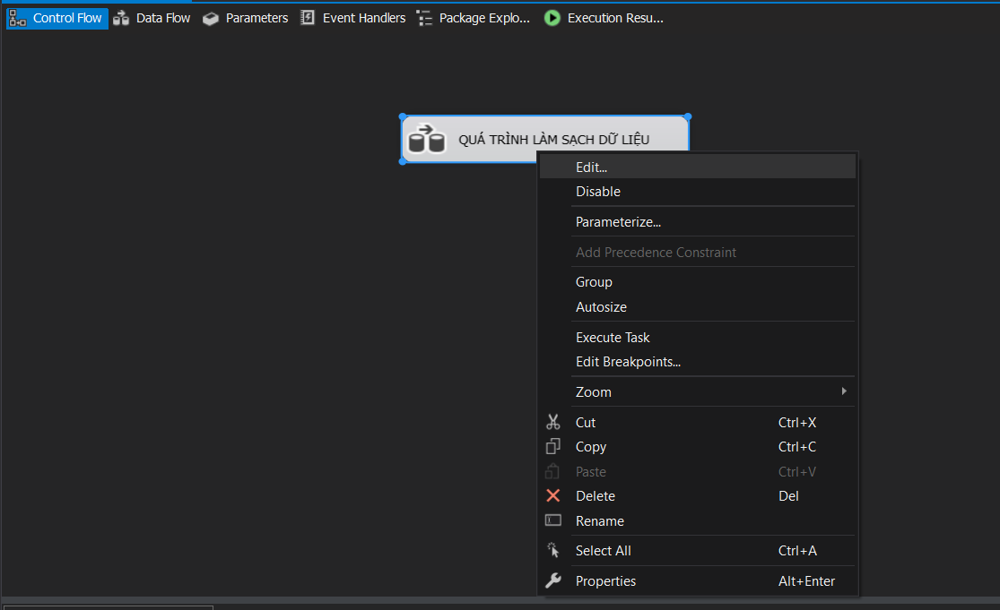 Control Flow Data Flow Parameters Event Handlers Package Explo... Execution Resu...
QUÁ TRÌNH LÀM SẠCH DỮ LIỆU
Edit...
Disable
Parameterize...
Add Precedence Constraint
Group
Autosize
Execute Task
Edit Breakpoints...
Zoom
Cut Ctrl+X
Copy Ctrl+C
Paste Ctrl+V
Delete Del
Rename
Select All Ctrl+A
Properties Alt+Enter